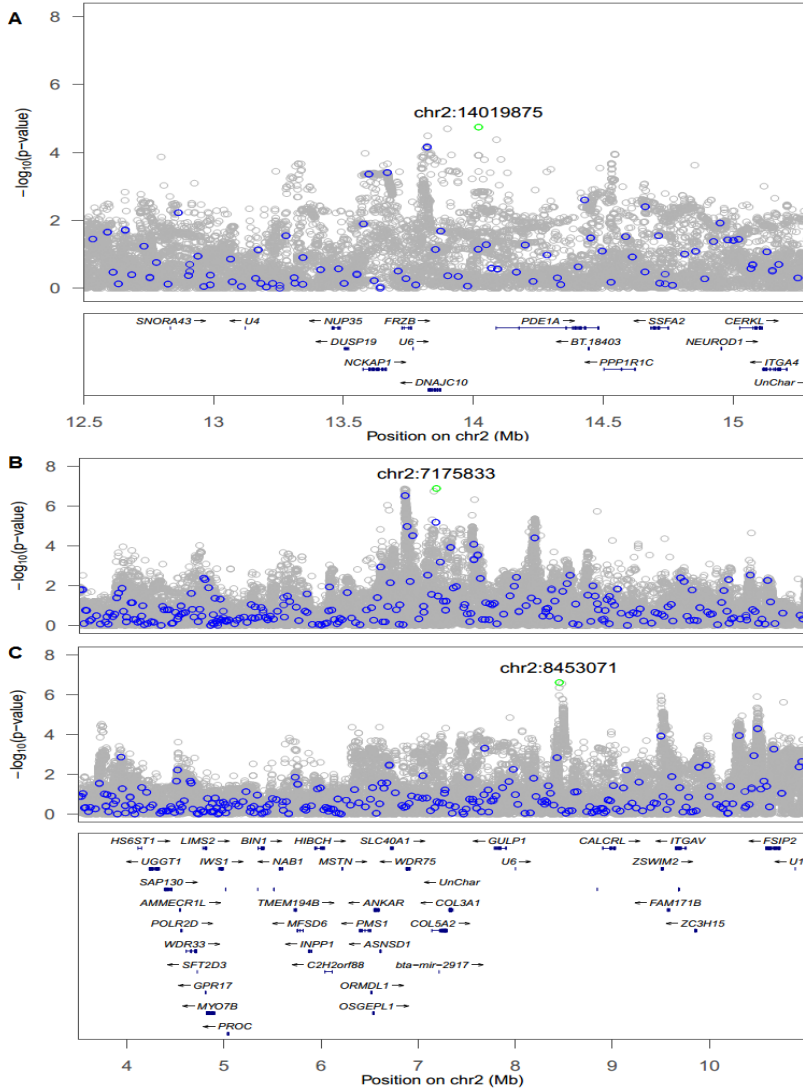 A
chr2:14019875
−log10(p−value)
8
6
4
2
0
SNORA43 U4 NUP35 FRZB PDE1A SSFA2 CERKL
DUSP19 U6 BT.18403 NEUROD1
NCKAP1 PPP1R1C ITGA4
DNAJC10 UnChar
12.5 13 13.5 14 14.5 15
Position on chr2 (Mb)
B
chr2:7175833
−log10(p−value)
8
6
4
2
0
C
chr2:8453071
−log10(p−value)
8
6
4
2
0
HS6ST1 LIMS2 BIN1 HIBCH SLC40A1 GULP1 CALCRL ITGAV FSIP2
UGGT1 IWS1 NAB1 MSTN WDR75 U6 ZSWIM2 U1
SAP130 UnChar
AMMECR1L TMEM194B ANKAR COL3A1 FAM171B
POLR2D MFSD6 PMS1 COL5A2 ZC3H15
WDR33 INPP1 ASNSD1
SFT2D3 C2H2orf88 bta−mir−2917
GPR17 ORMDL1
MYO7B OSGEPL1
PROC
4 5 6 7 8 9 10
Position on chr2 (Mb)